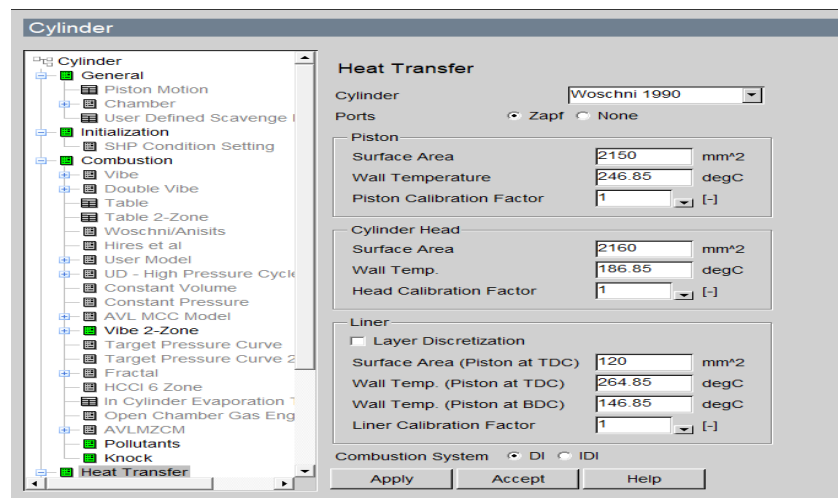 Cylinder
Cylinder
General
Piston Motion
Chamber
User Defined Scavenge
Initialization
SHP Condition Setting
Combustion
Vibe
Double Vibe
Table
Table 2-Zone
Woschni/Anisits
Hires et al
User Model
UD - High Pressure Cycle
Constant Volume
Constant Pressure
AVL MCC Model
Vibe 2-Zone
Target Pressure Curve
Target Pressure Curve 2
Fractal
HCCI 6 Zone
In Cylinder Evaporation
Open Chamber Gas Eng
AVLMZCM
Pollutants
Knock
Heat Transfer
Heat Transfer
Cylinder Woschni 1990
Ports Zapf None
Piston
Surface Area 2150 mm^2
Wall Temperature 246.85 degC
Piston Calibration Factor 1 [-]
Cylinder Head
Surface Area 2160 mm^2
Wall Temp. 186.85 degC
Head Calibration Factor 1 [-]
Liner
Layer Discretization
Surface Area (Piston at TDC) 120 mm^2
Wall Temp. (Piston at TDC) 264.85 degC
Wall Temp. (Piston at BDC) 146.85 degC
Liner Calibration Factor 1 [-]
Combustion System DI IDI
Apply Accept Help